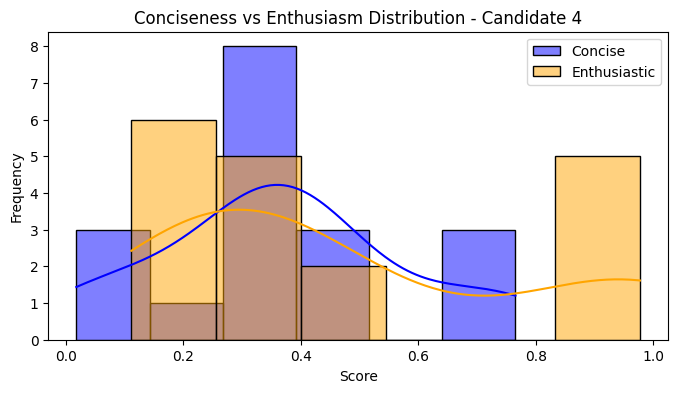 Conciseness vs Enthusiasm Distribution - Candidate 4
Concise
Enthusiastic
Frequency
8
7
6
5
4
3
2
1
0
0.0 0.2 0.4 0.6 0.8 1.0
Score